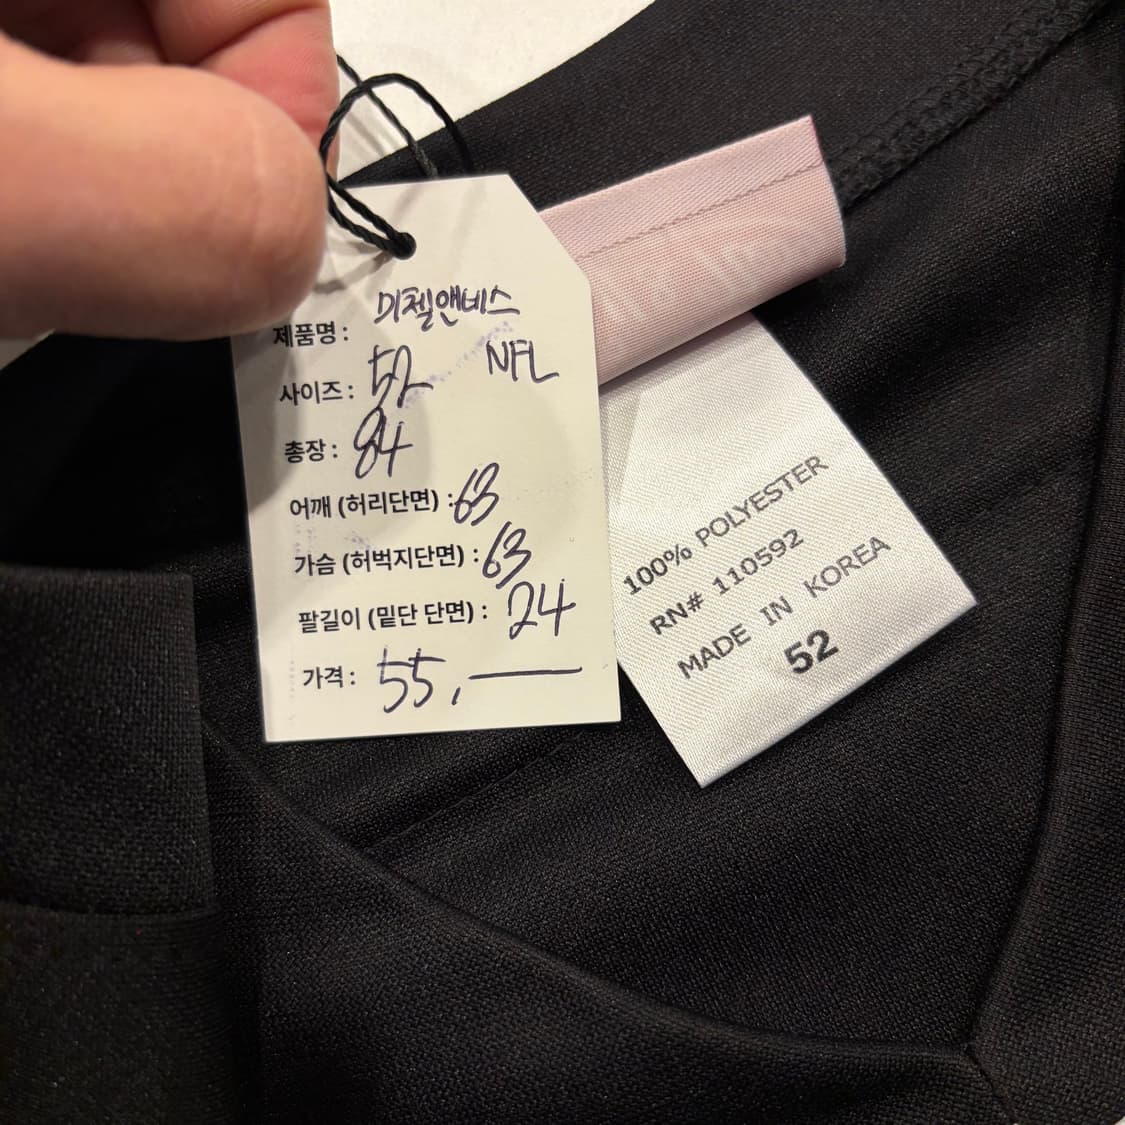 제품명 : 미첼앤네스
NFL
사이즈 : 52
총장 : 84
어깨 (허리단면) : 63
가슴 (허벅지단면) : 63
팔길이 (밑단 단면) : 24
가격 : 55,—
100% POLYESTER
RN# 110592
MADE IN KOREA
52